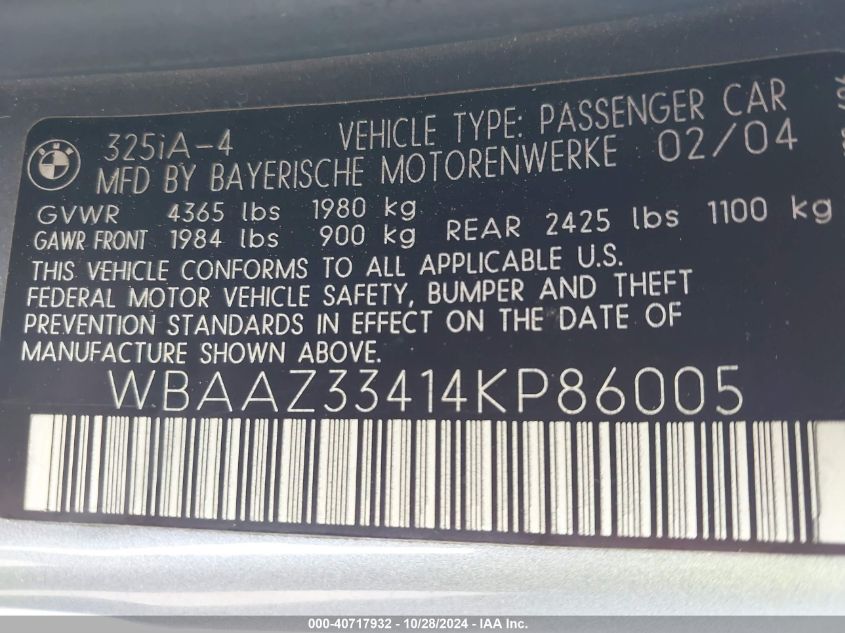 325iA-4 VEHICLE TYPE: PASSENGER CAR
MFD BY BAYERISCHE MOTORENWERKE 02/04
GVWR 4365 lbs 1980 kg
GAWR FRONT 1984 lbs 900 kg REAR 2425 lbs 1100 kg
THIS VEHICLE CONFORMS TO ALL APPLICABLE U.S.
FEDERAL MOTOR VEHICLE SAFETY, BUMPER AND THEFT
PREVENTION STANDARDS IN EFFECT ON THE DATE OF
MANUFACTURE SHOWN ABOVE.
WBAAZ33414KP86005
000-40717932 - 10/28/2024 - IAA Inc.